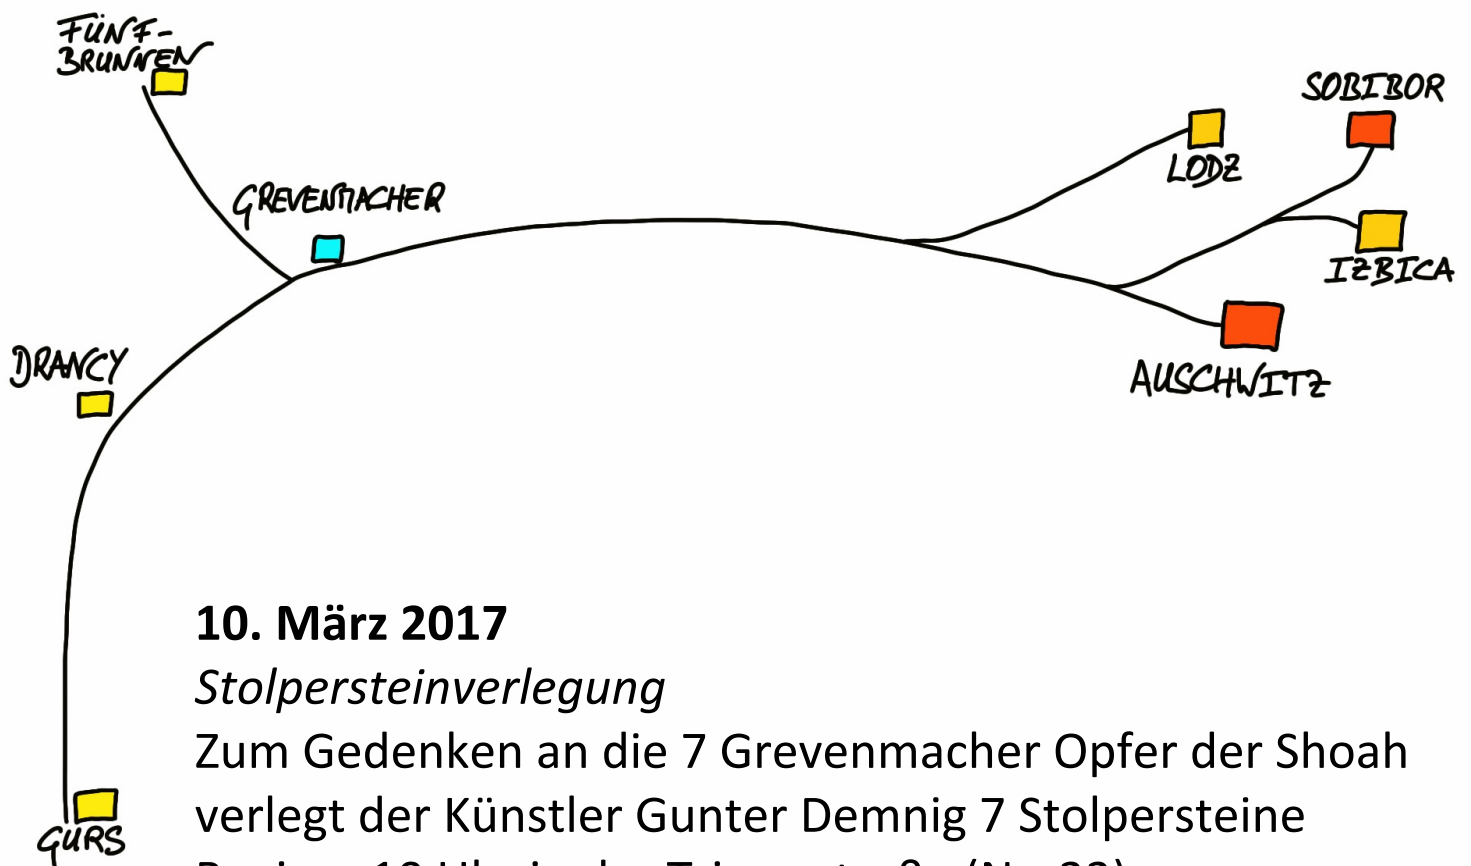 FÜNF-
BRUNNEN
SOBIBOR
LODZ
GREVENMACHER
IZBICA
DRANCY
AUSCHWITZ
10. März 2017
Stolpersteinverlegung
Zum Gedenken an die 7 Grevenmacher Opfer der Shoah
verlegt der Künstler Gunter Demnig 7 Stolpersteine
GURS